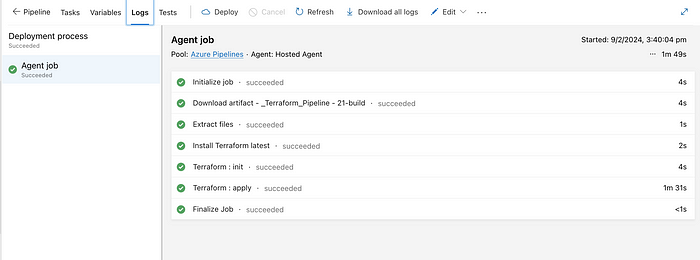 ← Pipeline Tasks Variables Logs Tests Deploy Cancel Refresh Download all logs Edit ...
Deployment process
Succeeded
Agent job
Succeeded
Agent job
Started: 9/2/2024, 3:40:04 pm
Pool: Azure Pipelines · Agent: Hosted Agent
... 1m 49s
Initialize job · succeeded 4s
Download artifact - _Terraform_Pipeline - 21-build · succeeded 4s
Extract files · succeeded 1s
Install Terraform latest · succeeded 2s
Terraform : init · succeeded 4s
Terraform : apply · succeeded 1m 31s
Finalize Job · succeeded <1s